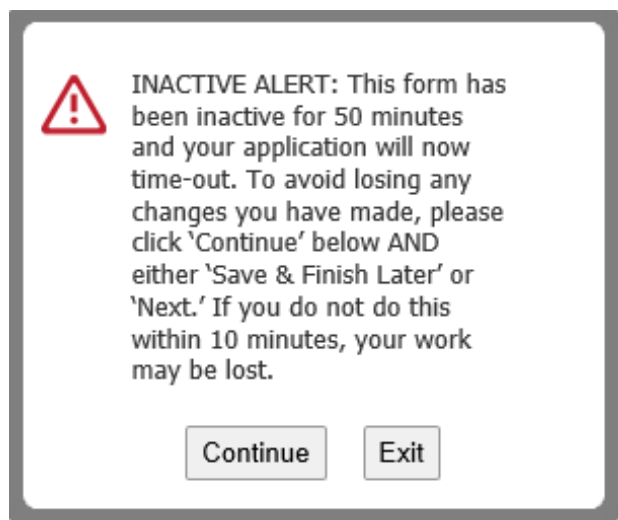 INACTIVE ALERT: This form has
been inactive for 50 minutes
and your application will now
time-out. To avoid losing any
changes you have made, please
click ‘Continue’ below AND
either ‘Save & Finish Later’ or
‘Next.’ If you do not do this
within 10 minutes, your work
may be lost.
Continue Exit